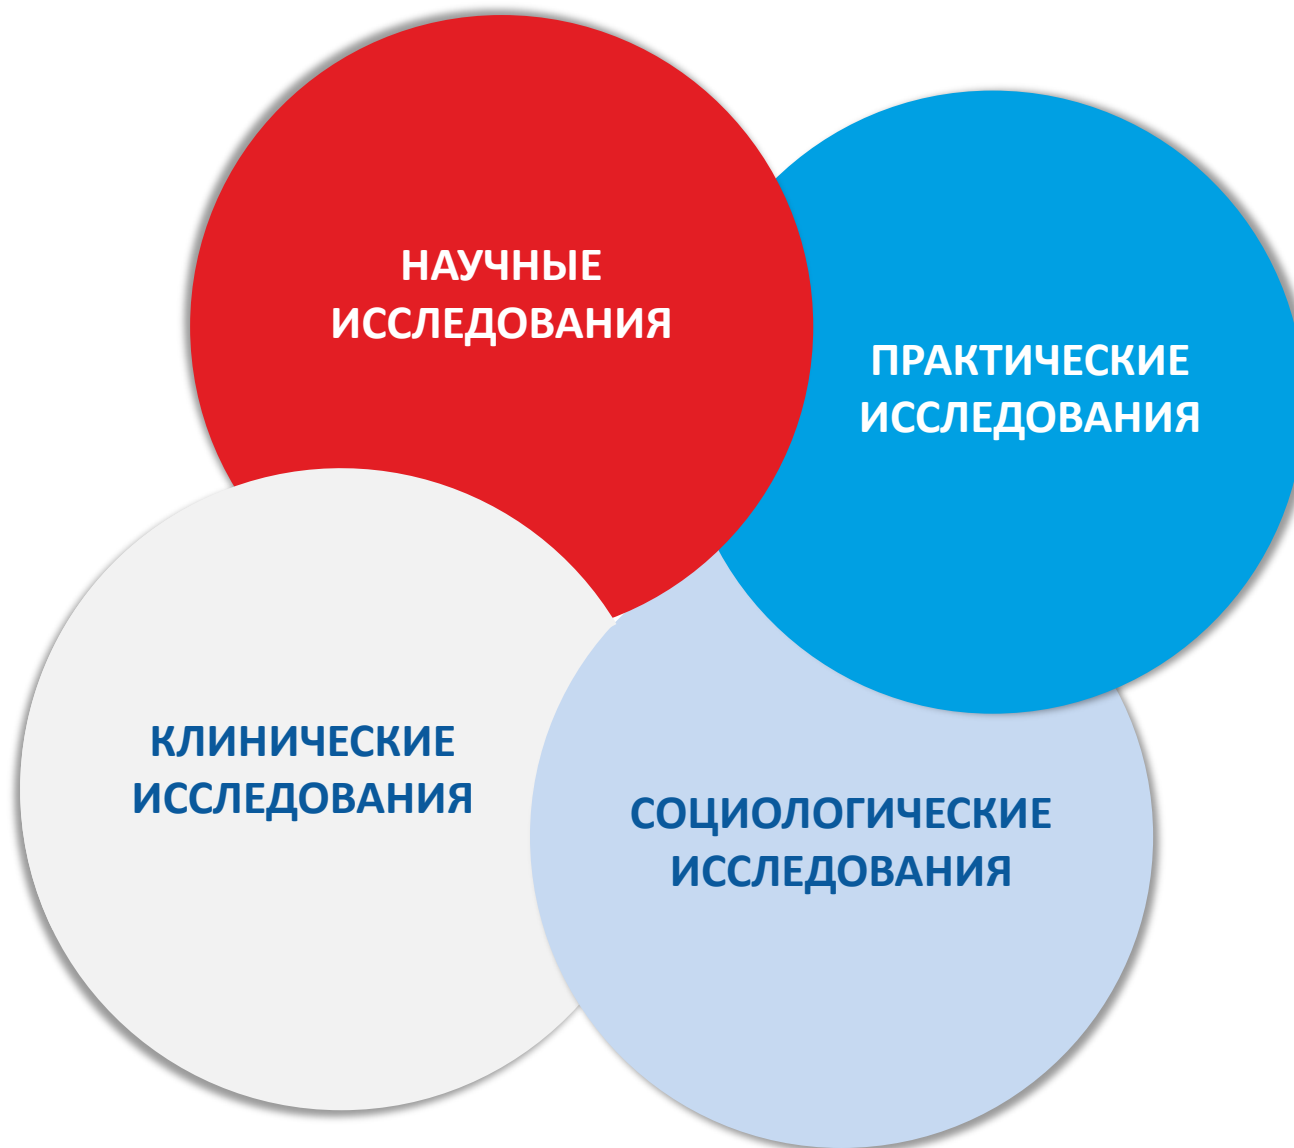 НАУЧНЫЕ
ИССЛЕДОВАНИЯ
ПРАКТИЧЕСКИЕ
ИССЛЕДОВАНИЯ
КЛИНИЧЕСКИЕ
ИССЛЕДОВАНИЯ
СОЦИОЛОГИЧЕСКИЕ
ИССЛЕДОВАНИЯ